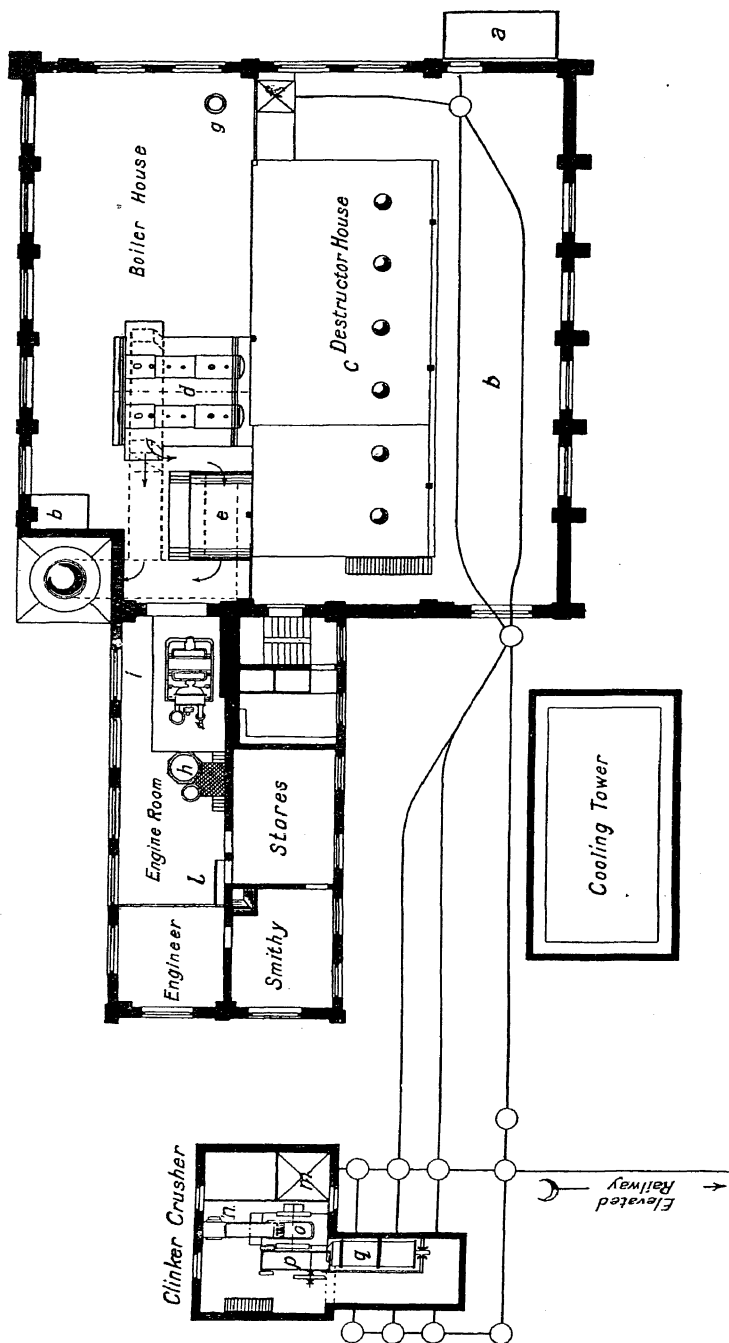 a
g
Boiler House
Destructor House
c
d
b
e
b
i
h
Engine Room
l
Stores
Engineer
Smithy
Cooling Tower
Clinker Crusher
m
n
o
p
q
Elevated
Railway